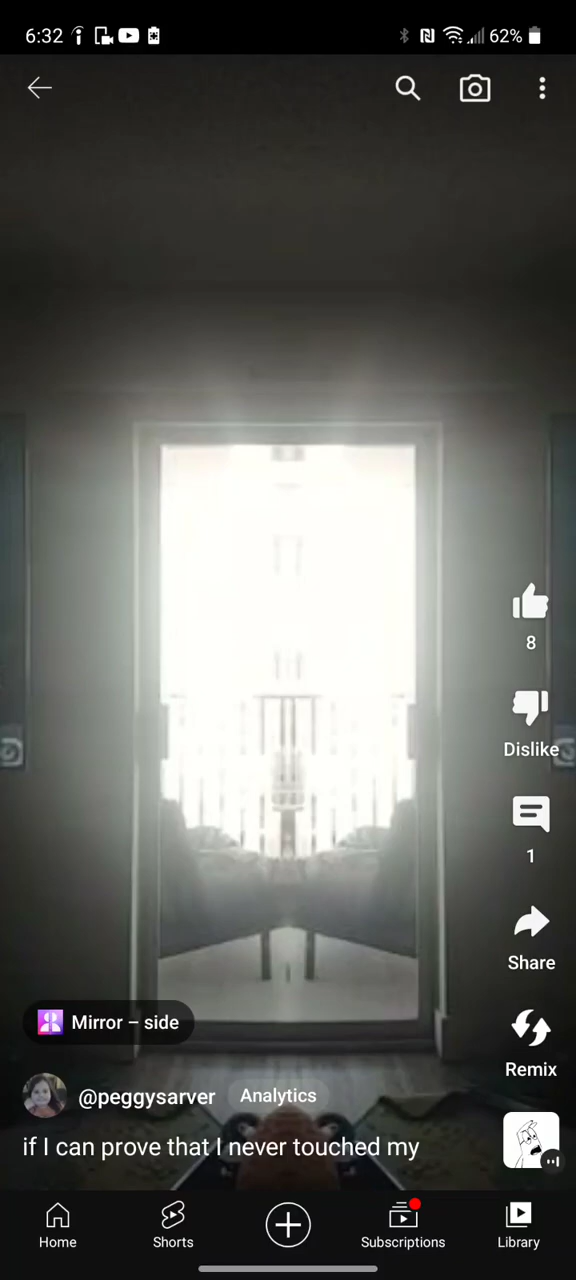 6:32
62%
8
Dislike
1
Share
Mirror – side
Remix
@peggysarver
Analytics
if I can prove that I never touched my
Home
Shorts
Subscriptions
Library